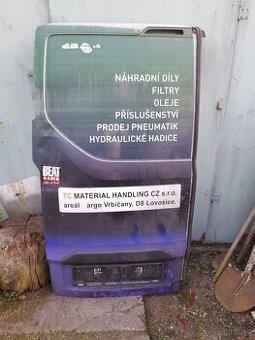 NÁHRADNÍ DÍLY
FILTRY
OLEJE
PŘÍSLUŠENSTVÍ
PRODEJ PNEUMATIK
HYDRAULICKÉ HADICE
BEAT
RADIO
TC MATERIAL HANDLING CZ s.r.o.
areál argo Vrbičany, D8 Lovosice.